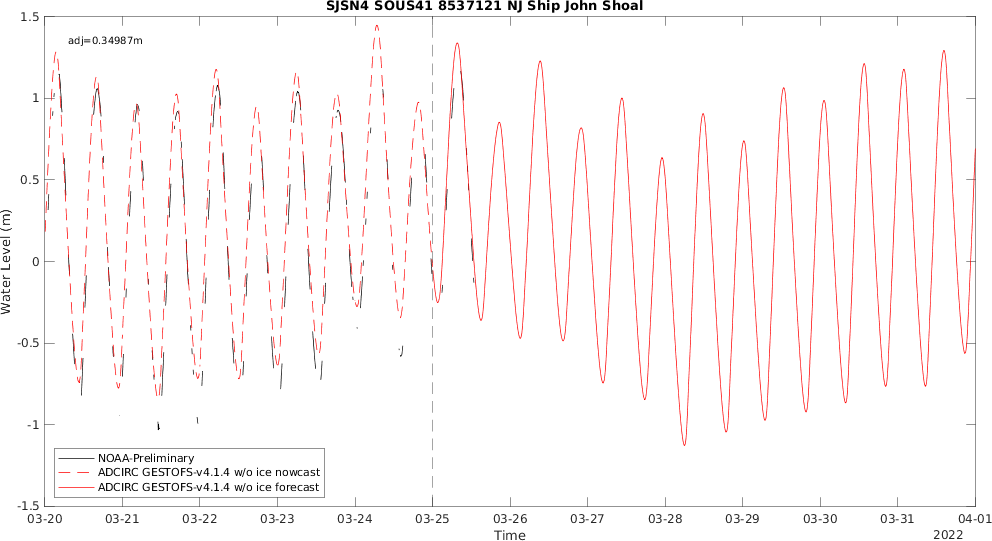 SJSN4 SOUS41 8537121 NJ Ship John Shoal
adj=0.34987m
1.5
1
0.5
0
-0.5
-1
-1.5
Water Level (m)
NOAA-Preliminary
ADCIRC GESTOFS-v4.1.4 w/o ice nowcast
ADCIRC GESTOFS-v4.1.4 w/o ice forecast
03-20 03-21 03-22 03-23 03-24 03-25 03-26 03-27 03-28 03-29 03-30 03-31 04-01
Time
2022